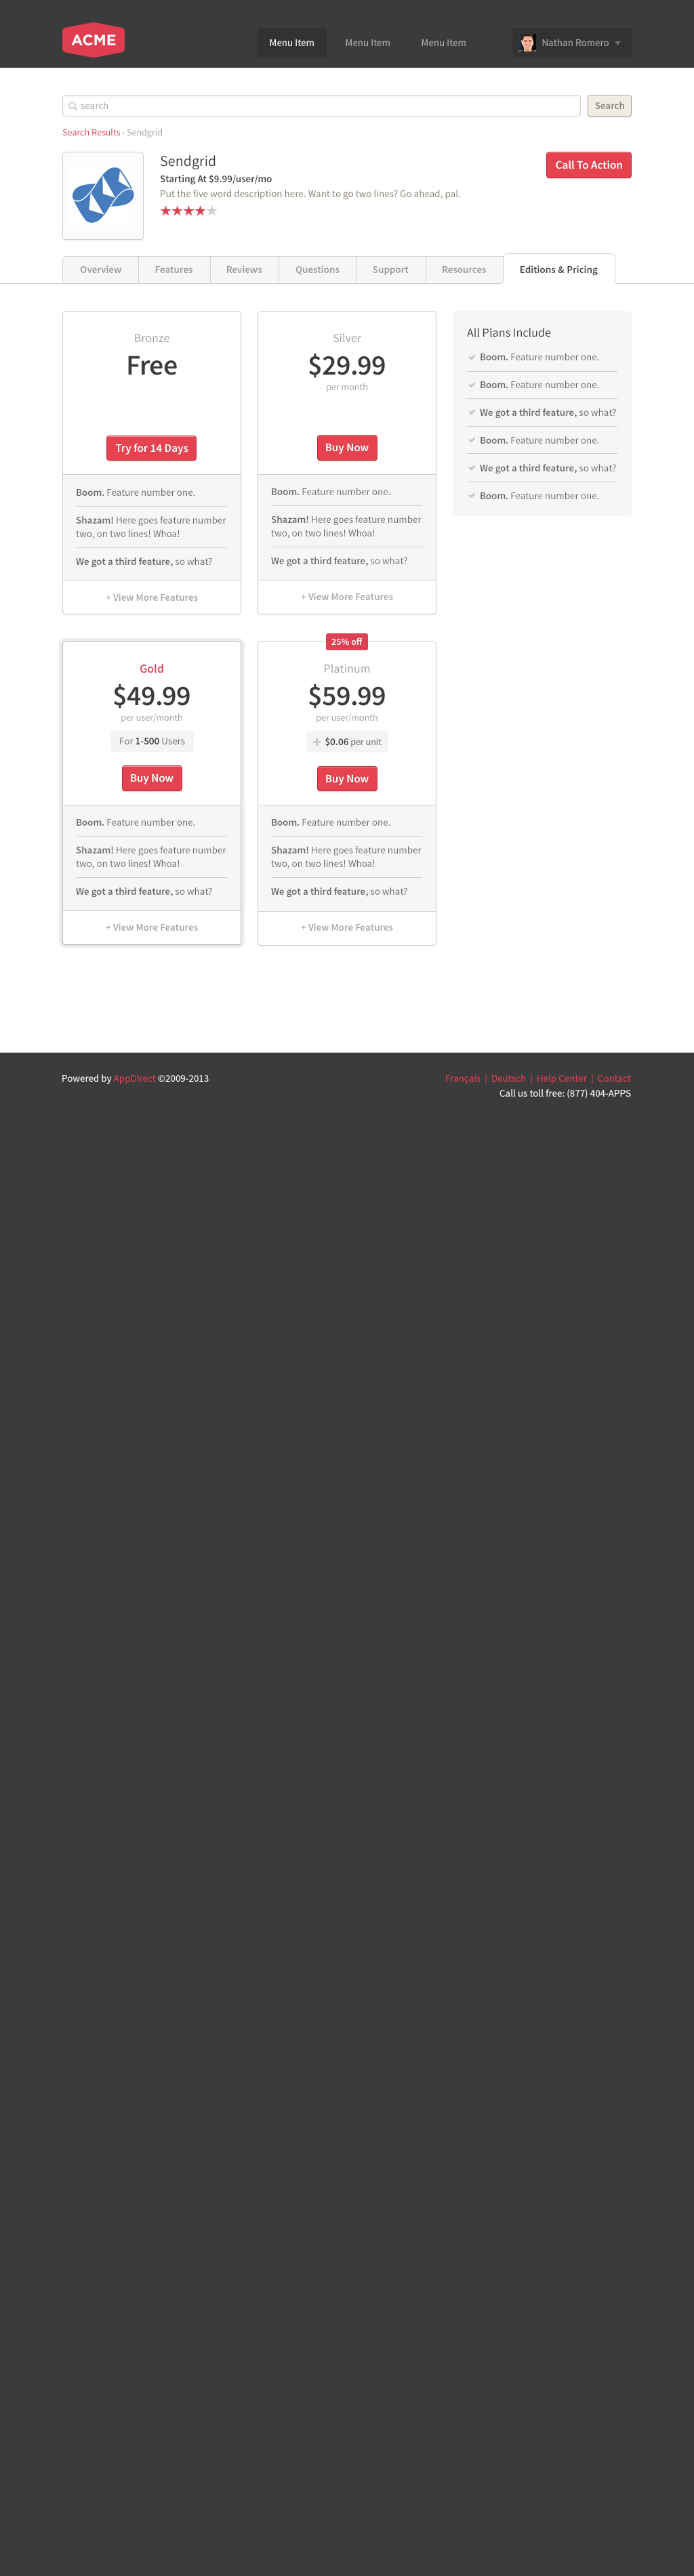 ACME
Menu Item
Menu Item
Menu Item
Nathan Romero
search
Search
Search Results › Sendgrid
Sendgrid
Starting At $9.99/user/mo
Put the five word description here. Want to go two lines? Go ahead, pal.
Call To Action
Overview
Features
Reviews
Questions
Support
Resources
Editions & Pricing
Bronze
Free
Try for 14 Days
Boom. Feature number one.
Shazam! Here goes feature number
two, on two lines! Whoa!
We got a third feature, so what?
+ View More Features
Silver
$29.99
per month
Buy Now
Boom. Feature number one.
Shazam! Here goes feature number
two, on two lines! Whoa!
We got a third feature, so what?
+ View More Features
All Plans Include
Boom. Feature number one.
Boom. Feature number one.
We got a third feature, so what?
Boom. Feature number one.
We got a third feature, so what?
Boom. Feature number one.
Gold
$49.99
per user/month
For 1-500 Users
Buy Now
Boom. Feature number one.
Shazam! Here goes feature number
two, on two lines! Whoa!
We got a third feature, so what?
+ View More Features
25% off
Platinum
$59.99
per user/month
+ $0.06 per unit
Buy Now
Boom. Feature number one.
Shazam! Here goes feature number
two, on two lines! Whoa!
We got a third feature, so what?
+ View More Features
Powered by AppDirect ©2009-2013
Français | Deutsch | Help Center | Contact
Call us toll free: (877) 404-APPS